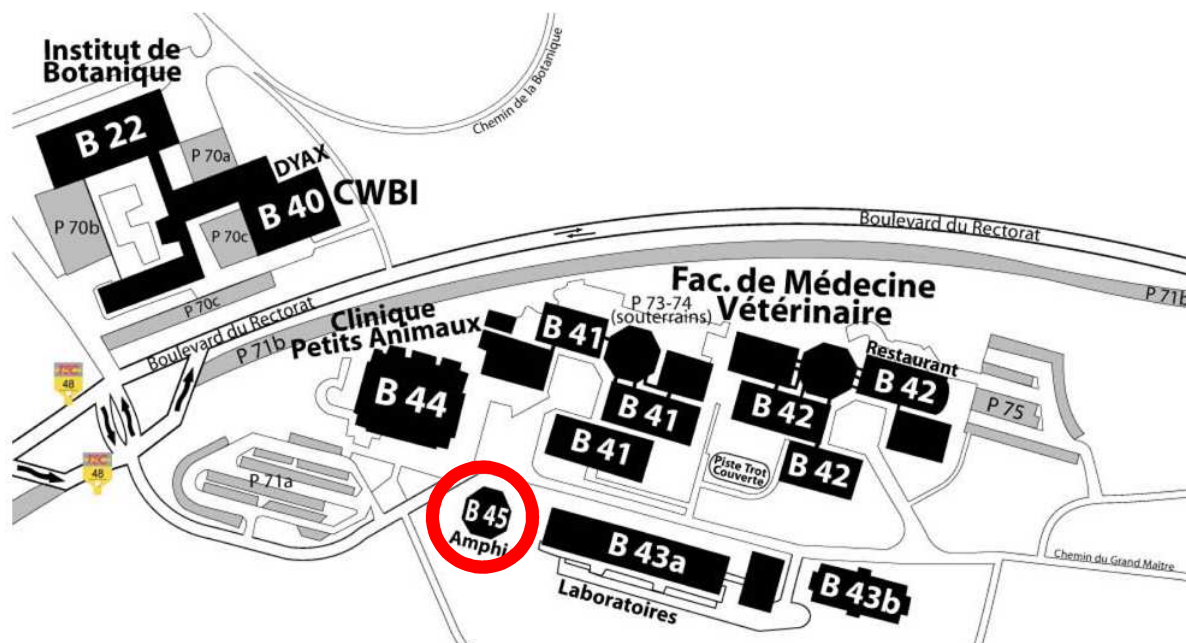 Institut de
Botanique
B 22
P 70a
DYAX
CWBI
B 40
P 70b
P 70c
P 70c
Chemin de la Botanique
Boulevard du Rectorat
Boulevard du Rectorat
P 71b
P 71b
Fac. de Médecine
Vétérinaire
P 73-74
(souterrains)
Clinique
Petits Animaux
B 41
B 44
B 41
B 41
Restaurant
B 42
B 42
B 42
P 75
Piste Trot
Couverte
48
48
P 71a
B 45
Amphi
B 43a
Laboratoires
B 43b
Chemin du Grand Maître